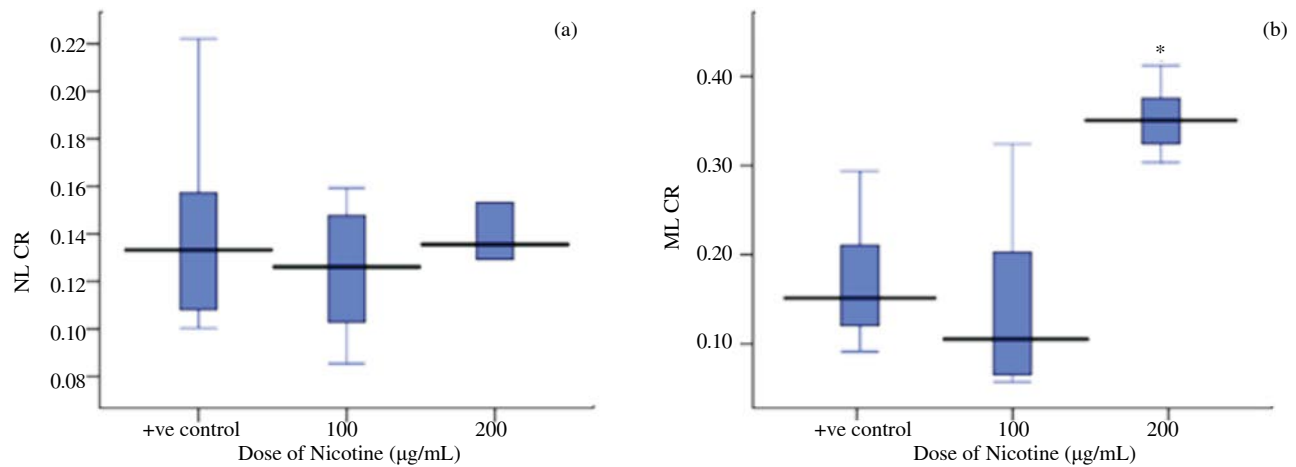 (a)
0.22
0.20
0.18
0.16
0.14
0.12
0.10
0.08
NL CR
+ve control 100 200
Dose of Nicotine (µg/mL)
(b)
*
0.40
0.30
0.20
0.10
ML CR
+ve control 100 200
Dose of Nicotine (µg/mL)